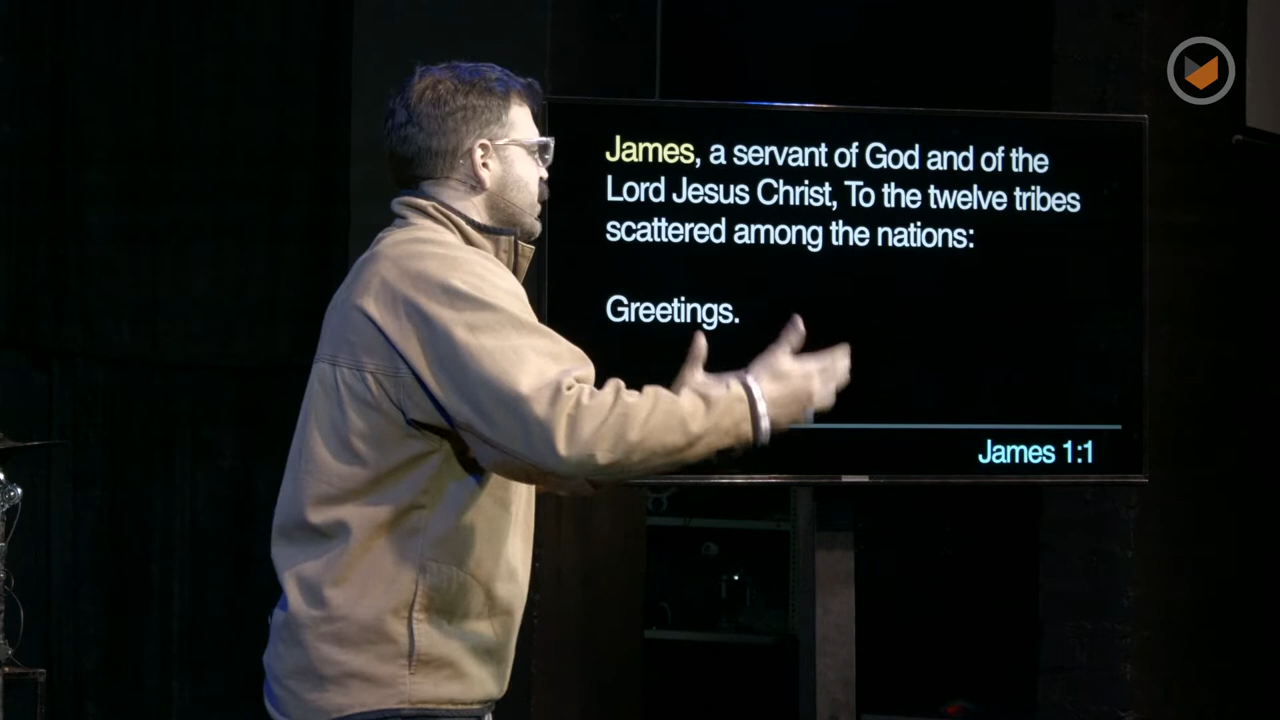 James, a servant of God and of the
Lord Jesus Christ, To the twelve tribes
scattered among the nations:
Greetings.
James 1:1